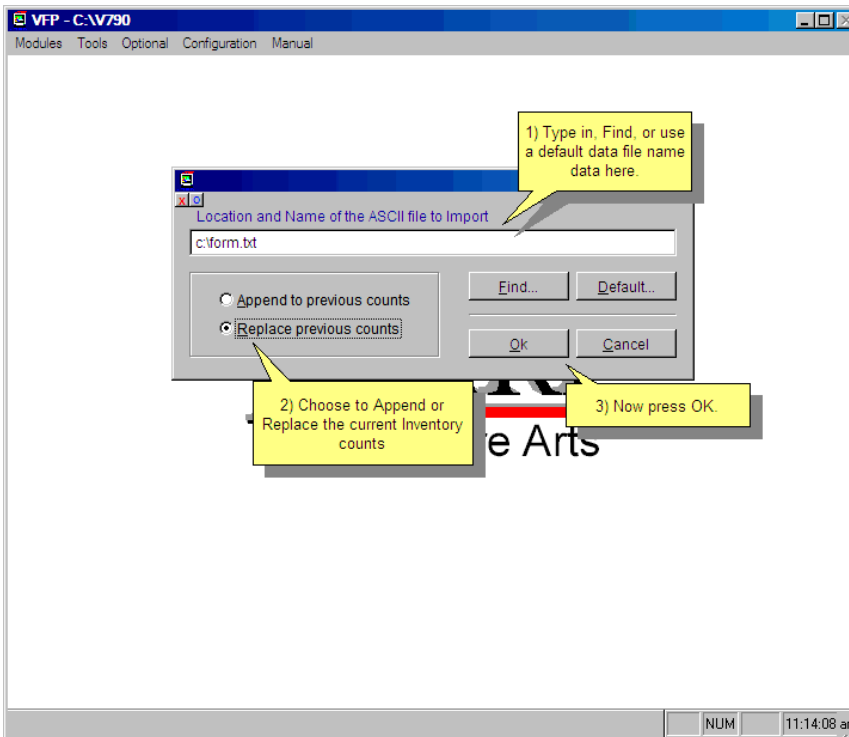 VFP - C:\V790
Modules Tools Optional Configuration Manual
1) Type in, Find, or use
a default data file name
data here.
Location and Name of the ASCII file to Import
c:\form.txt
Append to previous counts
Replace previous counts
Find...
Default...
Ok
Cancel
2) Choose to Append or
Replace the current Inventory
counts
3) Now press OK.
re Arts
NUM
11:14:08 am